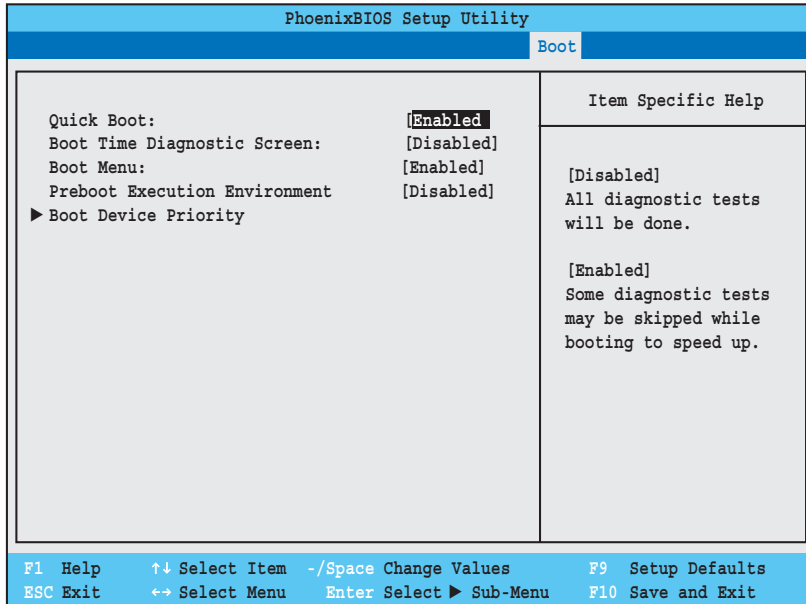 PhoenixBIOS Setup Utility
Boot
Quick Boot: [Enabled
Boot Time Diagnostic Screen: [Disabled]
Boot Menu: [Enabled]
Preboot Execution Environment [Disabled]
▶ Boot Device Priority
Item Specific Help
[Disabled]
All diagnostic tests
will be done.
[Enabled]
Some diagnostic tests
may be skipped while
booting to speed up.
F1 Help ↑↓ Select Item -/Space Change Values F9 Setup Defaults
ESC Exit ←→ Select Menu Enter Select ▶ Sub-Menu F10 Save and Exit